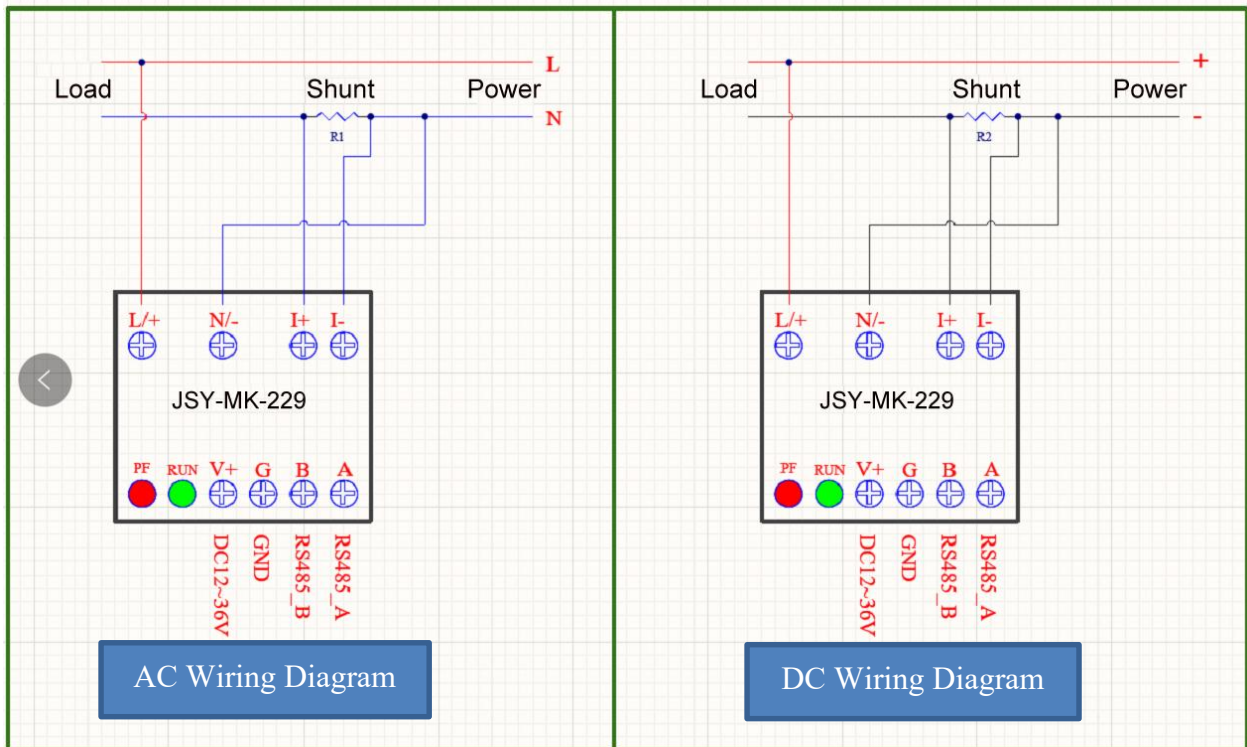 L
Load Shunt Power
N
R1
L/+ N/- I+ I-
JSY-MK-229
PF RUN V+ G B A
DC12~36V
GND
RS485_B
RS485_A
AC Wiring Diagram
+
Load Shunt Power
-
R2
L/+ N/- I+ I-
JSY-MK-229
PF RUN V+ G B A
DC12~36V
GND
RS485_B
RS485_A
DC Wiring Diagram